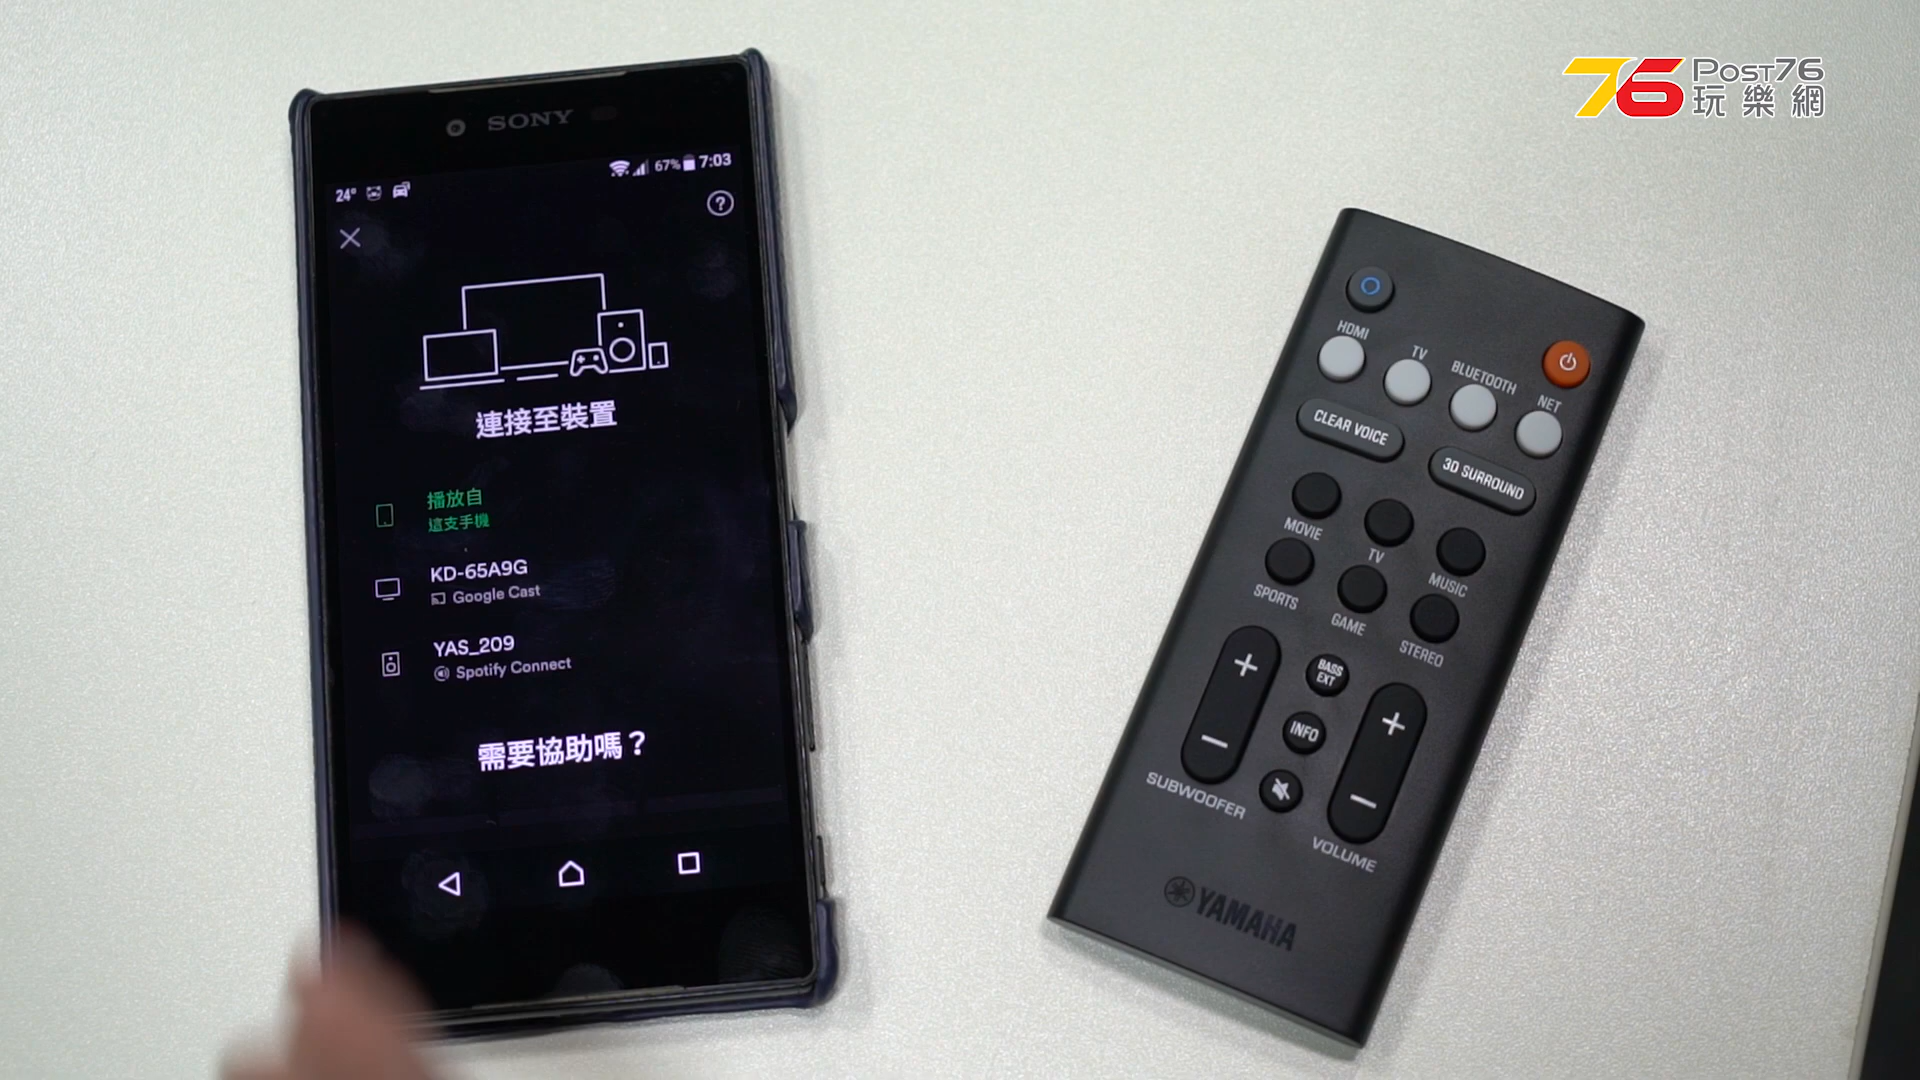 76 POST76
玩樂網
SONY
67% 7:03
24°
?
連接至裝置
播放自
這支手機
KD-65A9G
Google Cast
YAS_209
Spotify Connect
需要協助嗎？
HDMI
TV
BLUETOOTH
NET
CLEAR VOICE
3D SURROUND
MOVIE
TV
MUSIC
SPORTS
GAME
STEREO
+
BASS
EXT
+
INFO
−
−
SUBWOOFER
VOLUME
YAMAHA